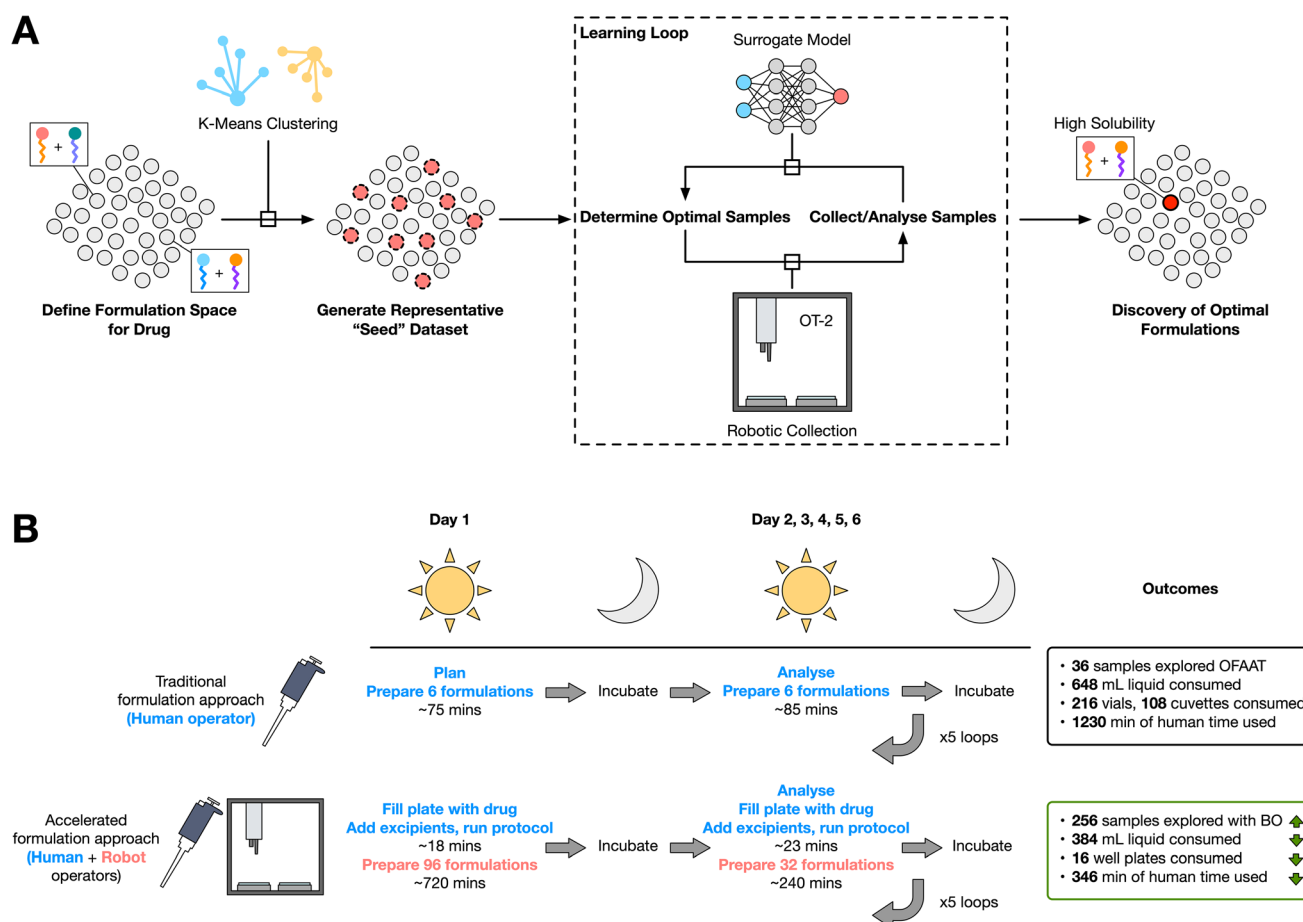 A
Learning Loop
Surrogate Model
K-Means Clustering
High Solubility
+
+
+
Determine Optimal Samples
Collect/Analyse Samples
OT-2
Robotic Collection
Define Formulation Space
for Drug
Generate Representative
“Seed” Dataset
Discovery of Optimal
Formulations
B
Day 1
Day 2, 3, 4, 5, 6
Outcomes
Traditional
formulation approach
(Human operator)
Plan
Prepare 6 formulations
~75 mins
Incubate
Analyse
Prepare 6 formulations
~85 mins
Incubate
x5 loops
• 36 samples explored OFAAT
• 648 mL liquid consumed
• 216 vials, 108 cuvettes consumed
• 1230 min of human time used
Accelerated
formulation approach
(Human + Robot
operators)
Fill plate with drug
Add excipients, run protocol
~18 mins
Prepare 96 formulations
~720 mins
Incubate
Analyse
Fill plate with drug
Add excipients, run protocol
~23 mins
Prepare 32 formulations
~240 mins
Incubate
x5 loops
• 256 samples explored with BO
• 384 mL liquid consumed
• 16 well plates consumed
• 346 min of human time used